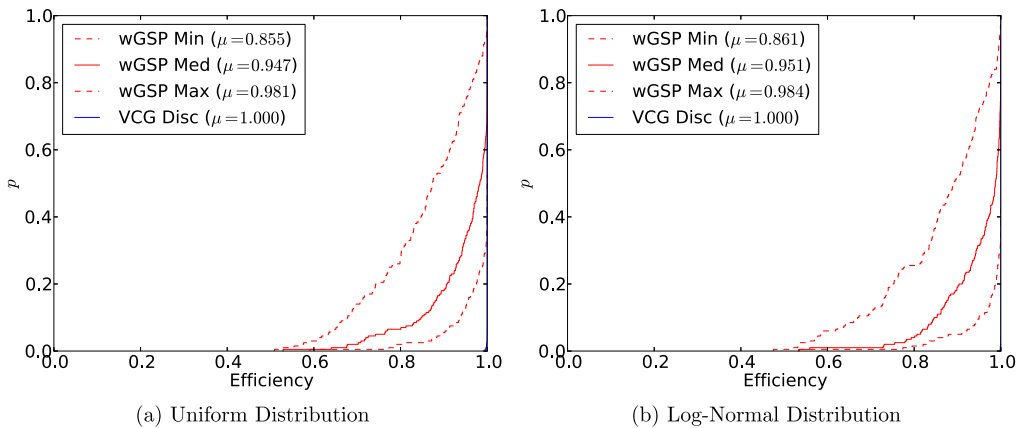 1.0
0.8
0.6
0.4
0.2
0.0
p
wGSP Min (μ=0.855)
wGSP Med (μ=0.947)
wGSP Max (μ=0.981)
VCG Disc (μ=1.000)
0.0 0.2 0.4 0.6 0.8 1.0
Efficiency
(a) Uniform Distribution
1.0
0.8
0.6
0.4
0.2
0.0
p
wGSP Min (μ=0.861)
wGSP Med (μ=0.951)
wGSP Max (μ=0.984)
VCG Disc (μ=1.000)
0.0 0.2 0.4 0.6 0.8 1.0
Efficiency
(b) Log-Normal Distribution